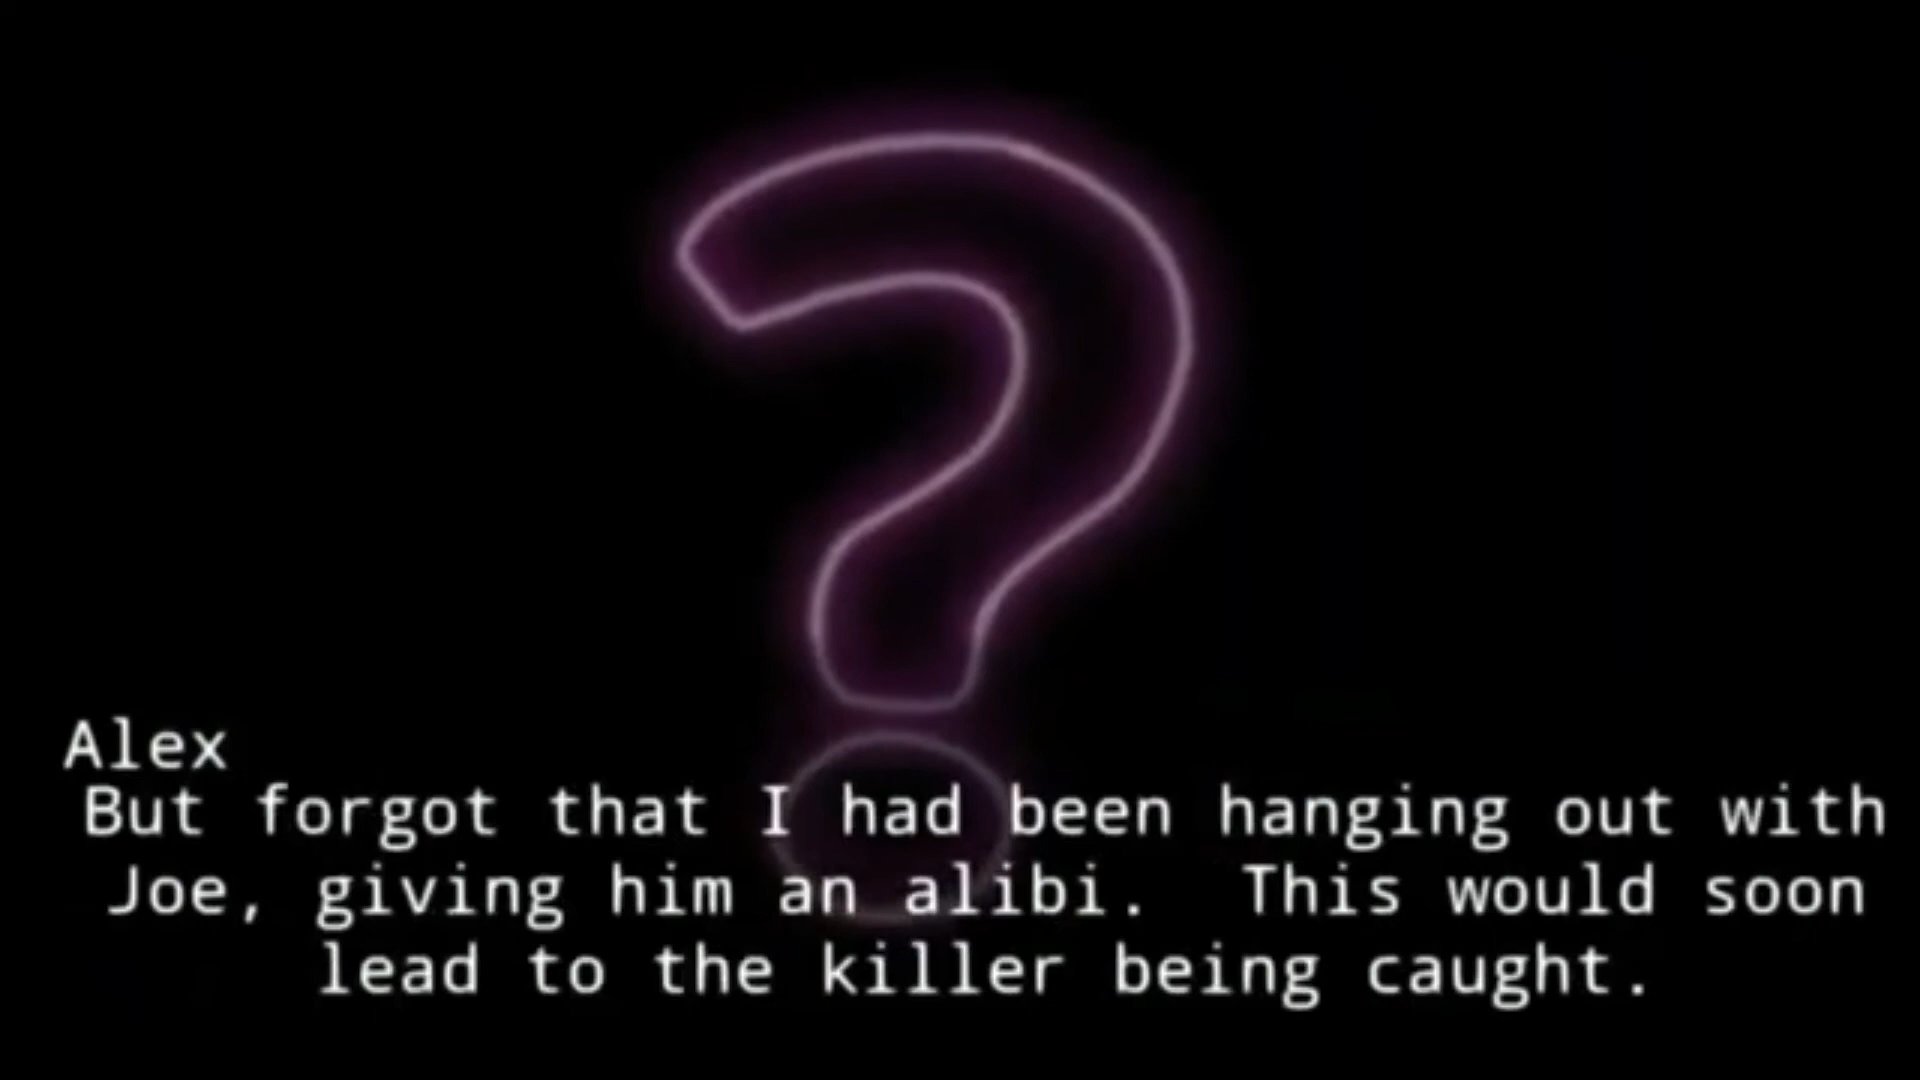 Alex
But forgot that I had been hanging out with
Joe, giving him an alibi.  This would soon
lead to the killer being caught.